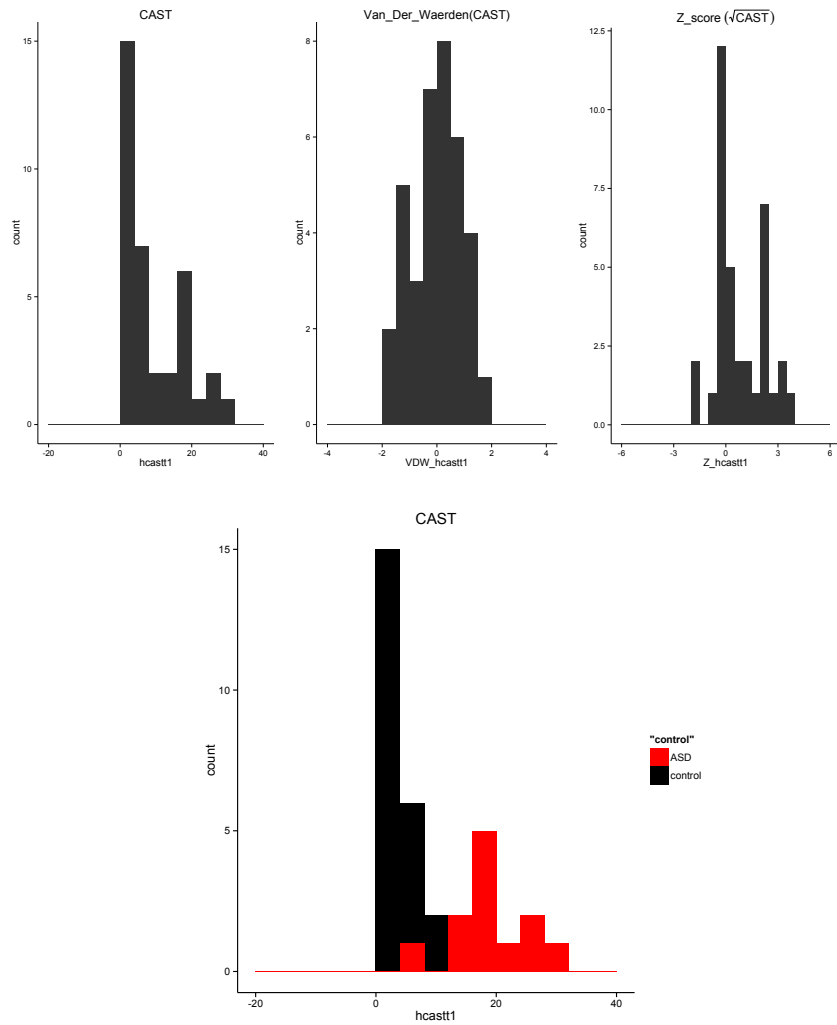 CAST
15
10
5
0
count
-20
0
20
40
hcastt1
Van_Der_Waerden(CAST)
8
6
4
2
0
count
-4
-2
0
2
4
VDW_hcastt1
Z_score (√CAST)
12.5
10.0
7.5
5.0
2.5
0.0
count
-6
-3
0
3
6
Z_hcastt1
CAST
15
10
5
0
count
-20
0
20
40
hcastt1
"control"
ASD
control